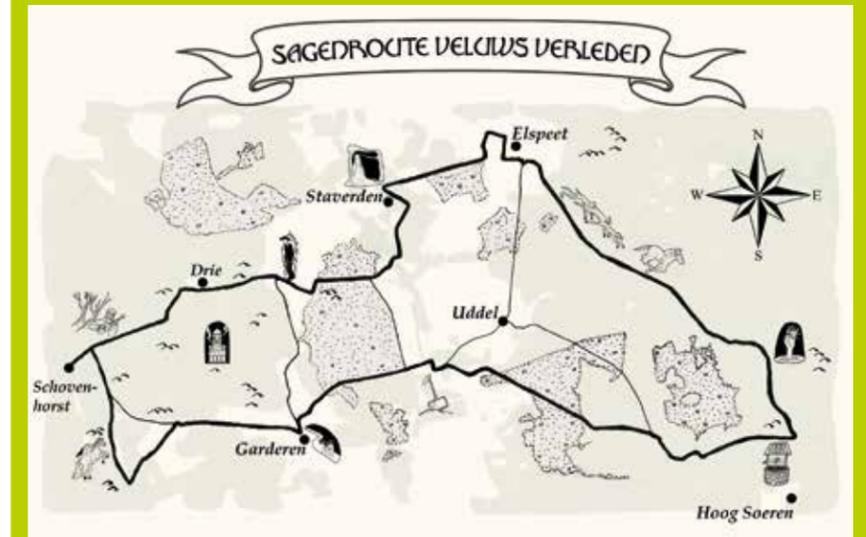 SAGENROUTE VELUWS VERLEDEN
Elspeet
N
Staverden
W
E
S
Drie
Uddel
Schoven-
horst
Garderen
Hoog Soeren